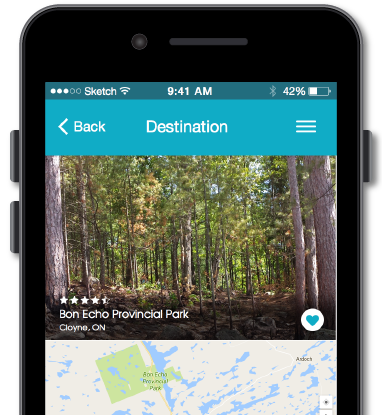 Sketch 9:41 AM 42%
Back Destination
Bon Echo Provincial Park
Cloyne, ON
Ardoch
Bon Echo
Provincial
Park